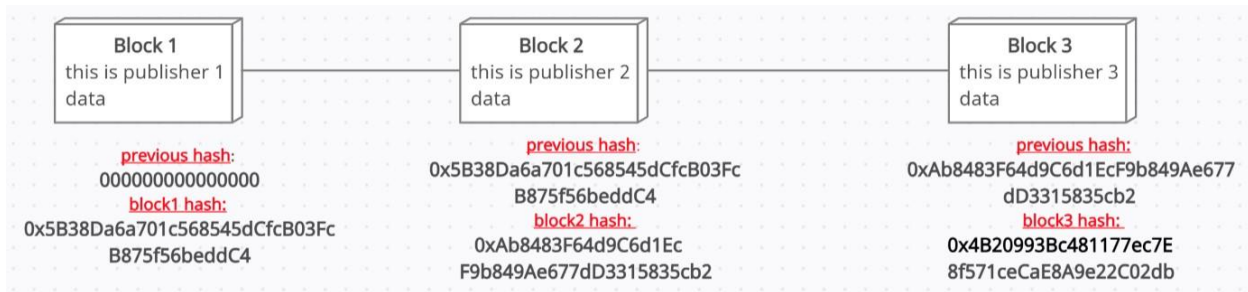 Block 1
this is publisher 1
data
previous hash:
000000000000000
block1 hash:
0x5B38Da6a701c568545dCfcB03Fc
B875f56beddC4
Block 2
this is publisher 2
data
previous hash:
0x5B38Da6a701c568545dCfcB03Fc
B875f56beddC4
block2 hash:
0xAb8483F64d9C6d1Ec
F9b849Ae677dD3315835cb2
Block 3
this is publisher 3
data
previous hash:
0xAb8483F64d9C6d1EcF9b849Ae677
dD3315835cb2
block3 hash:
0x4B20993Bc481177ec7E
8f571ceCaE8A9e22C02db